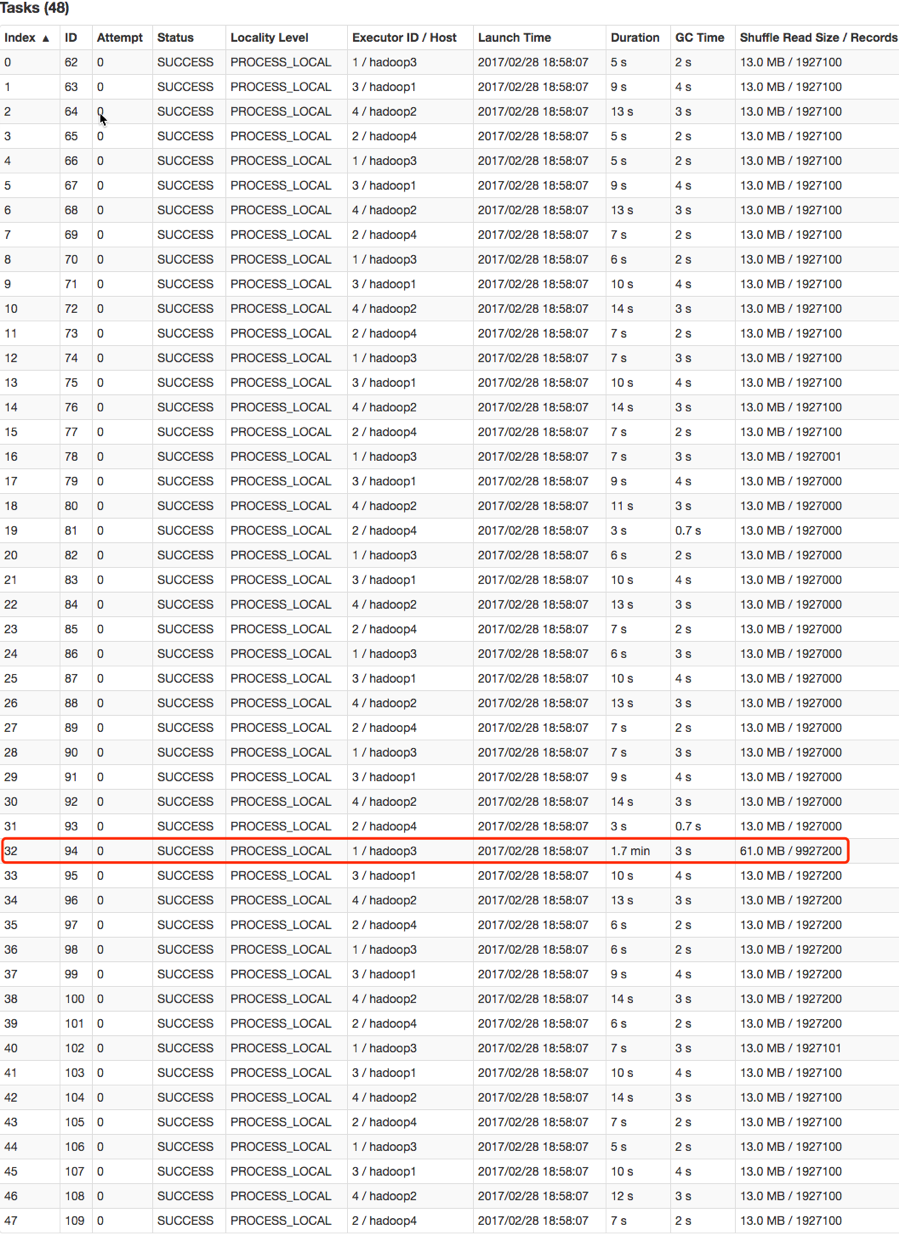 Tasks (48)
Index ▲ ID Attempt Status Locality Level Executor ID / Host Launch Time Duration GC Time Shuffle Read Size / Records
0 62 0 SUCCESS PROCESS_LOCAL 1 / hadoop3 2017/02/28 18:58:07 5 s 2 s 13.0 MB / 1927100
1 63 0 SUCCESS PROCESS_LOCAL 3 / hadoop1 2017/02/28 18:58:07 9 s 4 s 13.0 MB / 1927100
2 64 0 SUCCESS PROCESS_LOCAL 4 / hadoop2 2017/02/28 18:58:07 13 s 3 s 13.0 MB / 1927100
3 65 0 SUCCESS PROCESS_LOCAL 2 / hadoop4 2017/02/28 18:58:07 5 s 2 s 13.0 MB / 1927100
4 66 0 SUCCESS PROCESS_LOCAL 1 / hadoop3 2017/02/28 18:58:07 5 s 2 s 13.0 MB / 1927100
5 67 0 SUCCESS PROCESS_LOCAL 3 / hadoop1 2017/02/28 18:58:07 9 s 4 s 13.0 MB / 1927100
6 68 0 SUCCESS PROCESS_LOCAL 4 / hadoop2 2017/02/28 18:58:07 13 s 3 s 13.0 MB / 1927100
7 69 0 SUCCESS PROCESS_LOCAL 2 / hadoop4 2017/02/28 18:58:07 7 s 2 s 13.0 MB / 1927100
8 70 0 SUCCESS PROCESS_LOCAL 1 / hadoop3 2017/02/28 18:58:07 6 s 2 s 13.0 MB / 1927100
9 71 0 SUCCESS PROCESS_LOCAL 3 / hadoop1 2017/02/28 18:58:07 10 s 4 s 13.0 MB / 1927100
10 72 0 SUCCESS PROCESS_LOCAL 4 / hadoop2 2017/02/28 18:58:07 14 s 3 s 13.0 MB / 1927100
11 73 0 SUCCESS PROCESS_LOCAL 2 / hadoop4 2017/02/28 18:58:07 7 s 2 s 13.0 MB / 1927100
12 74 0 SUCCESS PROCESS_LOCAL 1 / hadoop3 2017/02/28 18:58:07 7 s 3 s 13.0 MB / 1927100
13 75 0 SUCCESS PROCESS_LOCAL 3 / hadoop1 2017/02/28 18:58:07 10 s 4 s 13.0 MB / 1927100
14 76 0 SUCCESS PROCESS_LOCAL 4 / hadoop2 2017/02/28 18:58:07 14 s 3 s 13.0 MB / 1927100
15 77 0 SUCCESS PROCESS_LOCAL 2 / hadoop4 2017/02/28 18:58:07 7 s 2 s 13.0 MB / 1927100
16 78 0 SUCCESS PROCESS_LOCAL 1 / hadoop3 2017/02/28 18:58:07 7 s 3 s 13.0 MB / 1927001
17 79 0 SUCCESS PROCESS_LOCAL 3 / hadoop1 2017/02/28 18:58:07 9 s 4 s 13.0 MB / 1927000
18 80 0 SUCCESS PROCESS_LOCAL 4 / hadoop2 2017/02/28 18:58:07 11 s 3 s 13.0 MB / 1927000
19 81 0 SUCCESS PROCESS_LOCAL 2 / hadoop4 2017/02/28 18:58:07 3 s 0.7 s 13.0 MB / 1927000
20 82 0 SUCCESS PROCESS_LOCAL 1 / hadoop3 2017/02/28 18:58:07 6 s 2 s 13.0 MB / 1927000
21 83 0 SUCCESS PROCESS_LOCAL 3 / hadoop1 2017/02/28 18:58:07 10 s 4 s 13.0 MB / 1927000
22 84 0 SUCCESS PROCESS_LOCAL 4 / hadoop2 2017/02/28 18:58:07 13 s 3 s 13.0 MB / 1927000
23 85 0 SUCCESS PROCESS_LOCAL 2 / hadoop4 2017/02/28 18:58:07 7 s 2 s 13.0 MB / 1927000
24 86 0 SUCCESS PROCESS_LOCAL 1 / hadoop3 2017/02/28 18:58:07 6 s 3 s 13.0 MB / 1927000
25 87 0 SUCCESS PROCESS_LOCAL 3 / hadoop1 2017/02/28 18:58:07 10 s 4 s 13.0 MB / 1927000
26 88 0 SUCCESS PROCESS_LOCAL 4 / hadoop2 2017/02/28 18:58:07 13 s 3 s 13.0 MB / 1927000
27 89 0 SUCCESS PROCESS_LOCAL 2 / hadoop4 2017/02/28 18:58:07 7 s 2 s 13.0 MB / 1927000
28 90 0 SUCCESS PROCESS_LOCAL 1 / hadoop3 2017/02/28 18:58:07 7 s 3 s 13.0 MB / 1927000
29 91 0 SUCCESS PROCESS_LOCAL 3 / hadoop1 2017/02/28 18:58:07 9 s 4 s 13.0 MB / 1927000
30 92 0 SUCCESS PROCESS_LOCAL 4 / hadoop2 2017/02/28 18:58:07 14 s 3 s 13.0 MB / 1927000
31 93 0 SUCCESS PROCESS_LOCAL 2 / hadoop4 2017/02/28 18:58:07 3 s 0.7 s 13.0 MB / 1927000
32 94 0 SUCCESS PROCESS_LOCAL 1 / hadoop3 2017/02/28 18:58:07 1.7 min 3 s 61.0 MB / 9927200
33 95 0 SUCCESS PROCESS_LOCAL 3 / hadoop1 2017/02/28 18:58:07 10 s 4 s 13.0 MB / 1927200
34 96 0 SUCCESS PROCESS_LOCAL 4 / hadoop2 2017/02/28 18:58:07 13 s 3 s 13.0 MB / 1927200
35 97 0 SUCCESS PROCESS_LOCAL 2 / hadoop4 2017/02/28 18:58:07 6 s 2 s 13.0 MB / 1927200
36 98 0 SUCCESS PROCESS_LOCAL 1 / hadoop3 2017/02/28 18:58:07 6 s 2 s 13.0 MB / 1927200
37 99 0 SUCCESS PROCESS_LOCAL 3 / hadoop1 2017/02/28 18:58:07 9 s 4 s 13.0 MB / 1927200
38 100 0 SUCCESS PROCESS_LOCAL 4 / hadoop2 2017/02/28 18:58:07 14 s 3 s 13.0 MB / 1927200
39 101 0 SUCCESS PROCESS_LOCAL 2 / hadoop4 2017/02/28 18:58:07 6 s 2 s 13.0 MB / 1927200
40 102 0 SUCCESS PROCESS_LOCAL 1 / hadoop3 2017/02/28 18:58:07 7 s 3 s 13.0 MB / 1927101
41 103 0 SUCCESS PROCESS_LOCAL 3 / hadoop1 2017/02/28 18:58:07 10 s 4 s 13.0 MB / 1927100
42 104 0 SUCCESS PROCESS_LOCAL 4 / hadoop2 2017/02/28 18:58:07 14 s 3 s 13.0 MB / 1927100
43 105 0 SUCCESS PROCESS_LOCAL 2 / hadoop4 2017/02/28 18:58:07 7 s 2 s 13.0 MB / 1927100
44 106 0 SUCCESS PROCESS_LOCAL 1 / hadoop3 2017/02/28 18:58:07 5 s 2 s 13.0 MB / 1927100
45 107 0 SUCCESS PROCESS_LOCAL 3 / hadoop1 2017/02/28 18:58:07 10 s 4 s 13.0 MB / 1927100
46 108 0 SUCCESS PROCESS_LOCAL 4 / hadoop2 2017/02/28 18:58:07 12 s 3 s 13.0 MB / 1927100
47 109 0 SUCCESS PROCESS_LOCAL 2 / hadoop4 2017/02/28 18:58:07 7 s 2 s 13.0 MB / 1927100